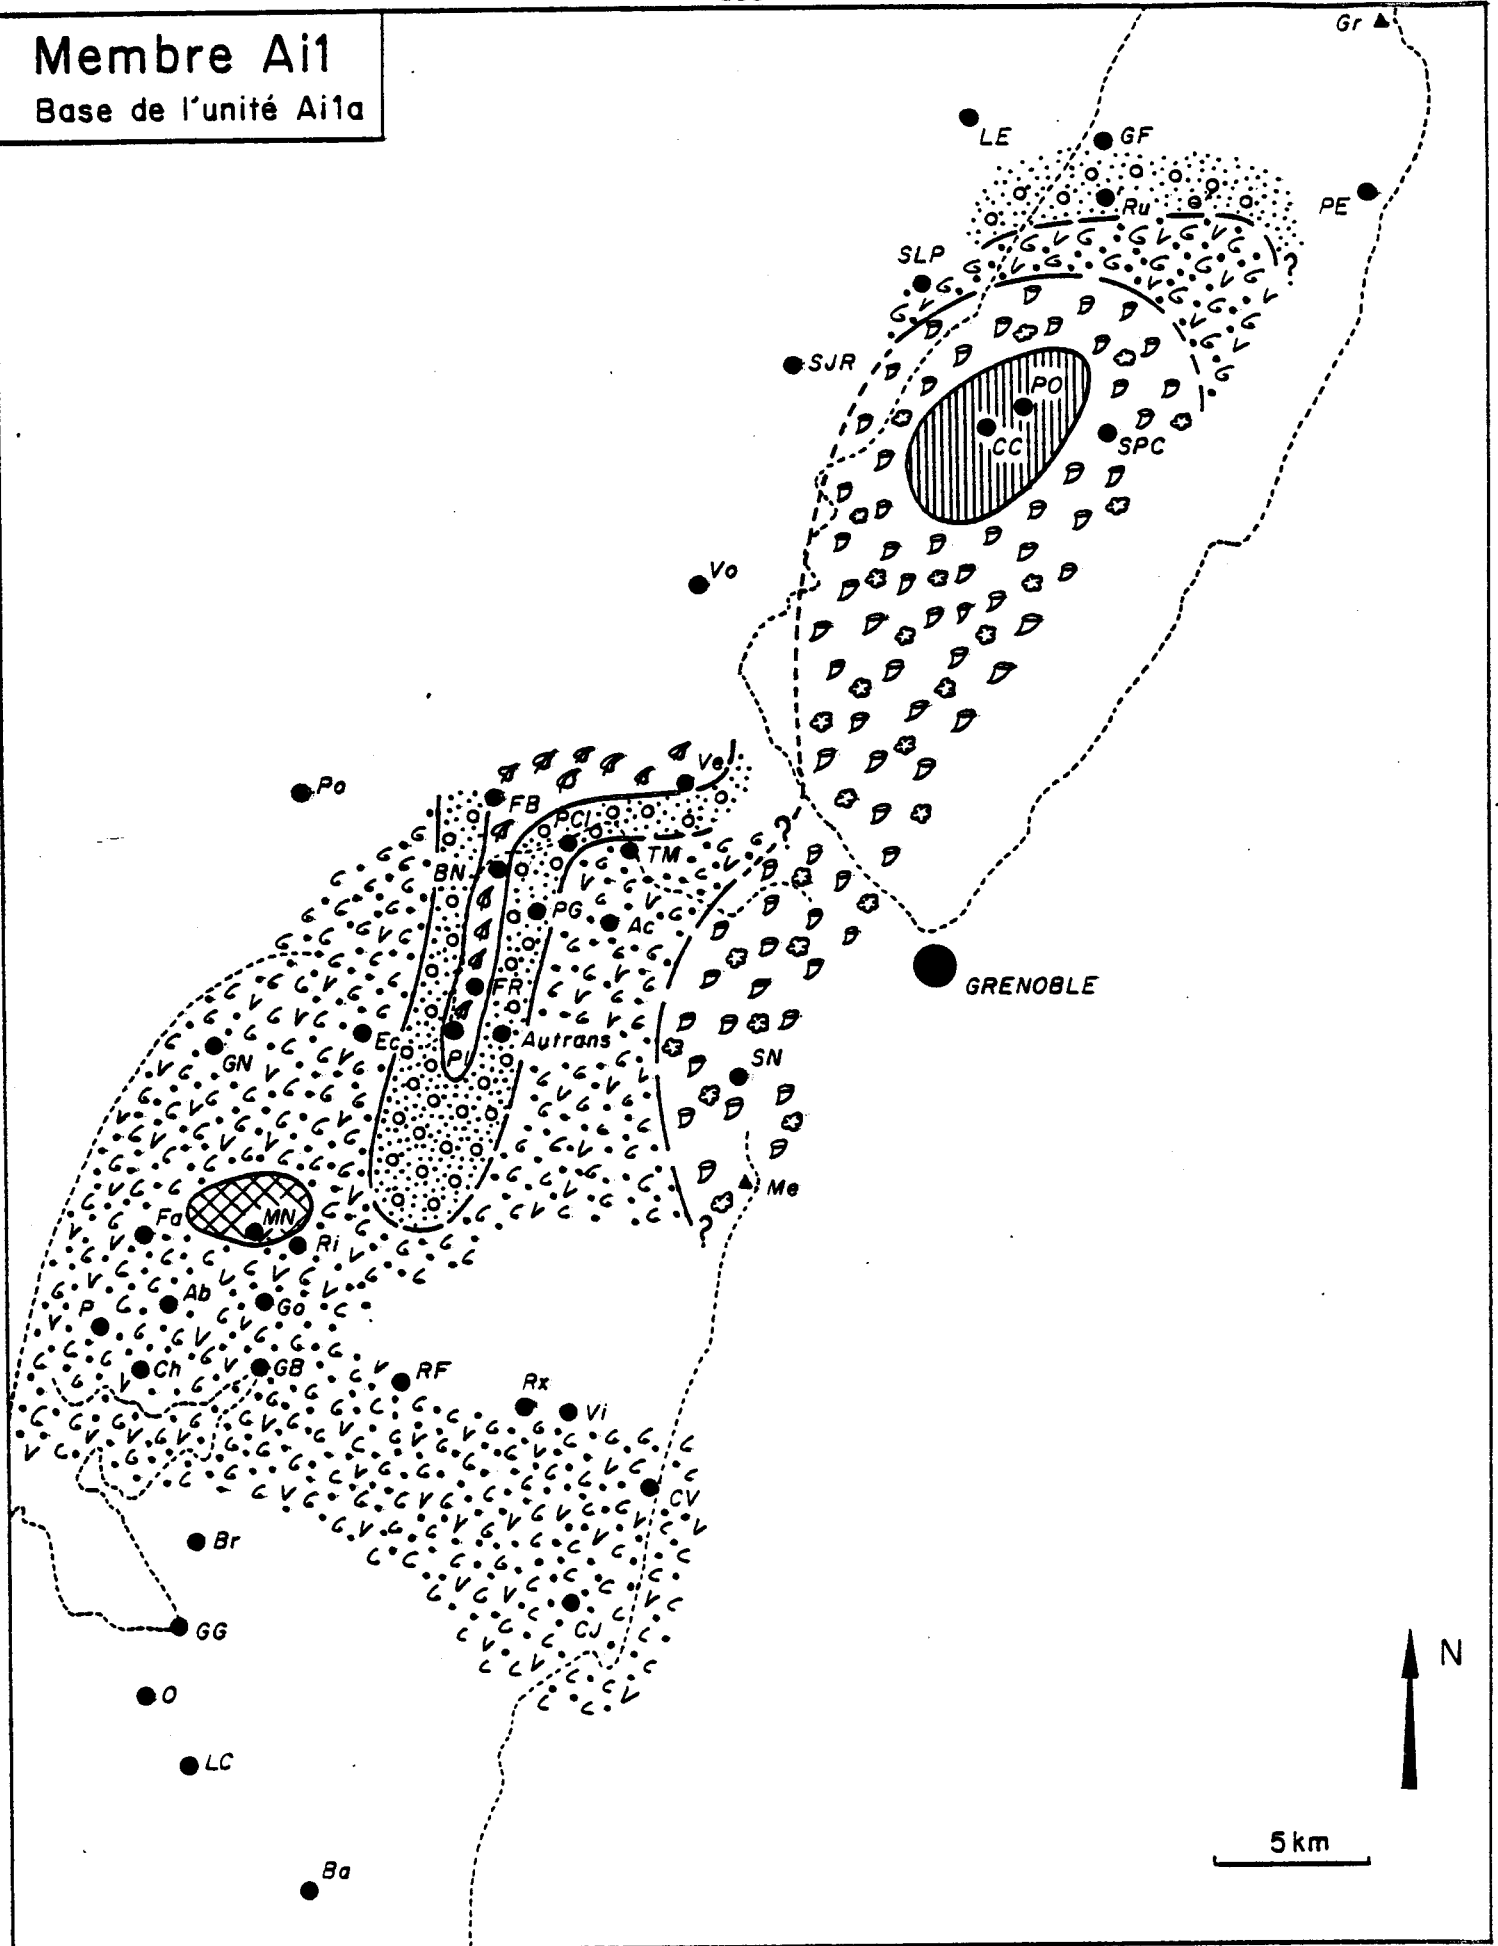 Membre Ai1
Base de l'unité Ai1a
Gr
LE
GF
PE
Ru
SLP
?
SJR
PO
CC
SPC
Vo
Po
Ve
FB
PCl
?
BN
TM
PG
Ac
GRENOBLE
FR
Ec
Autrans
GN
Pl
SN
Me
Fa
MN
Ri
?
Ab
Go
P
Ch
GB
RF
Rx
Vi
CV
Br
CJ
GG
N
O
LC
5 km
Ba